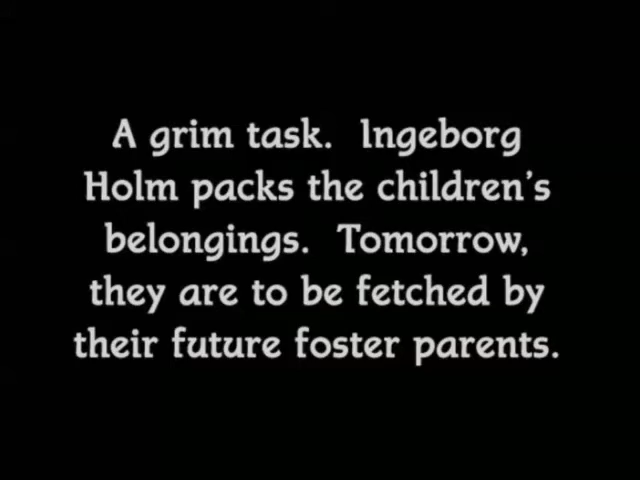 A grim task.  Ingeborg
Holm packs the children's
belongings.  Tomorrow,
they are to be fetched by
their future foster parents.